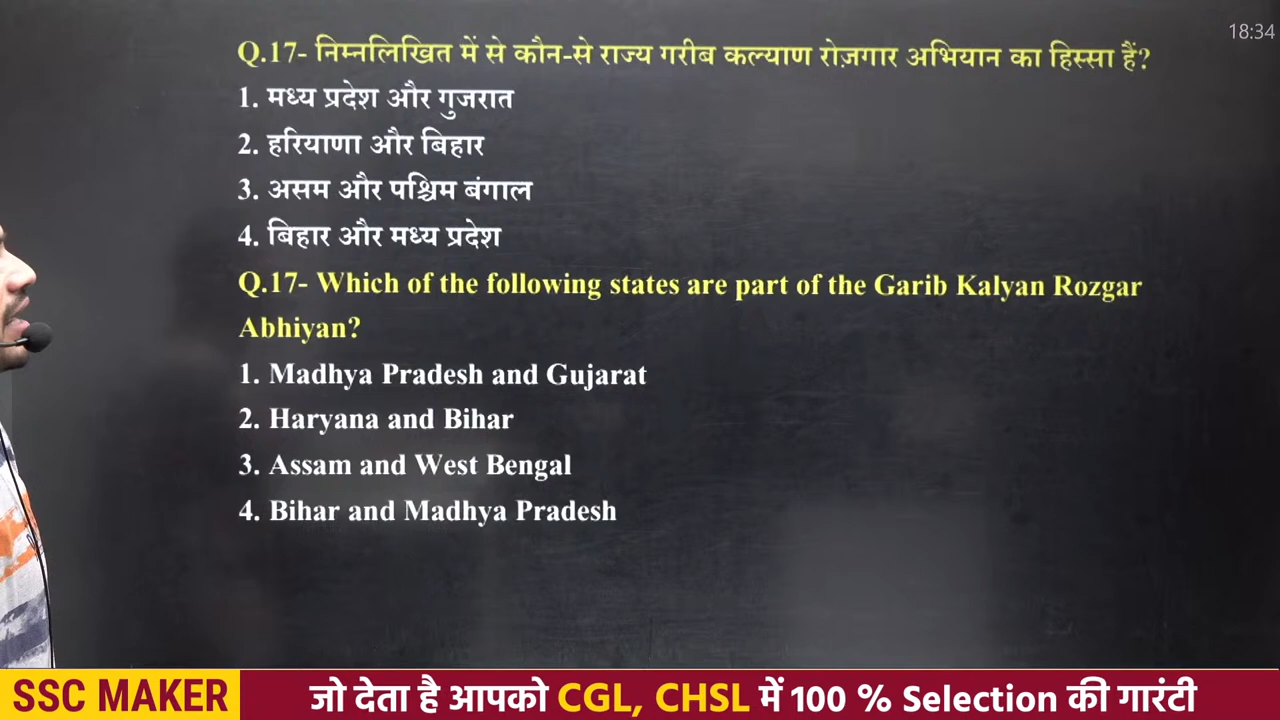 18:34
Q.17- निम्नलिखित में से कौन-से राज्य गरीब कल्याण रोज़गार अभियान का हिस्सा हैं?
1. मध्य प्रदेश और गुजरात
2. हरियाणा और बिहार
3. असम और पश्चिम बंगाल
4. बिहार और मध्य प्रदेश
Q.17- Which of the following states are part of the Garib Kalyan Rozgar
Abhiyan?
1. Madhya Pradesh and Gujarat
2. Haryana and Bihar
3. Assam and West Bengal
4. Bihar and Madhya Pradesh
SSC MAKER जो देता है आपको CGL, CHSL में 100 % Selection की गारंटी